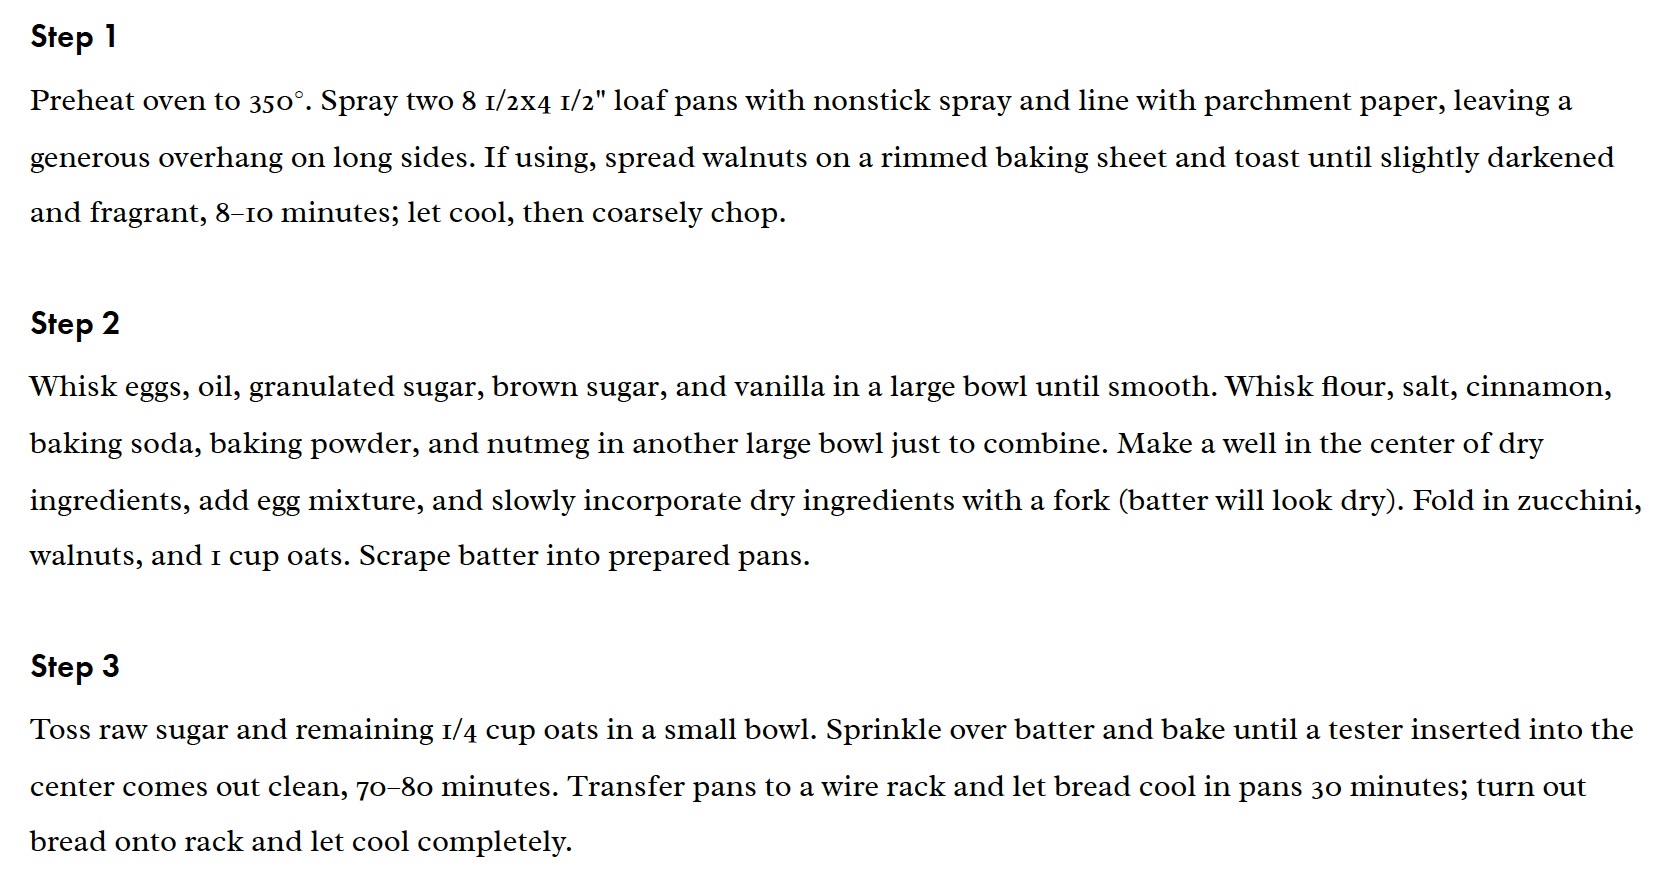 Step 1
Preheat oven to 350°. Spray two 8 1/2x4 1/2" loaf pans with nonstick spray and line with parchment paper, leaving a
generous overhang on long sides. If using, spread walnuts on a rimmed baking sheet and toast until slightly darkened
and fragrant, 8–10 minutes; let cool, then coarsely chop.
Step 2
Whisk eggs, oil, granulated sugar, brown sugar, and vanilla in a large bowl until smooth. Whisk flour, salt, cinnamon,
baking soda, baking powder, and nutmeg in another large bowl just to combine. Make a well in the center of dry
ingredients, add egg mixture, and slowly incorporate dry ingredients with a fork (batter will look dry). Fold in zucchini,
walnuts, and 1 cup oats. Scrape batter into prepared pans.
Step 3
Toss raw sugar and remaining 1/4 cup oats in a small bowl. Sprinkle over batter and bake until a tester inserted into the
center comes out clean, 70–80 minutes. Transfer pans to a wire rack and let bread cool in pans 30 minutes; turn out
bread onto rack and let cool completely.